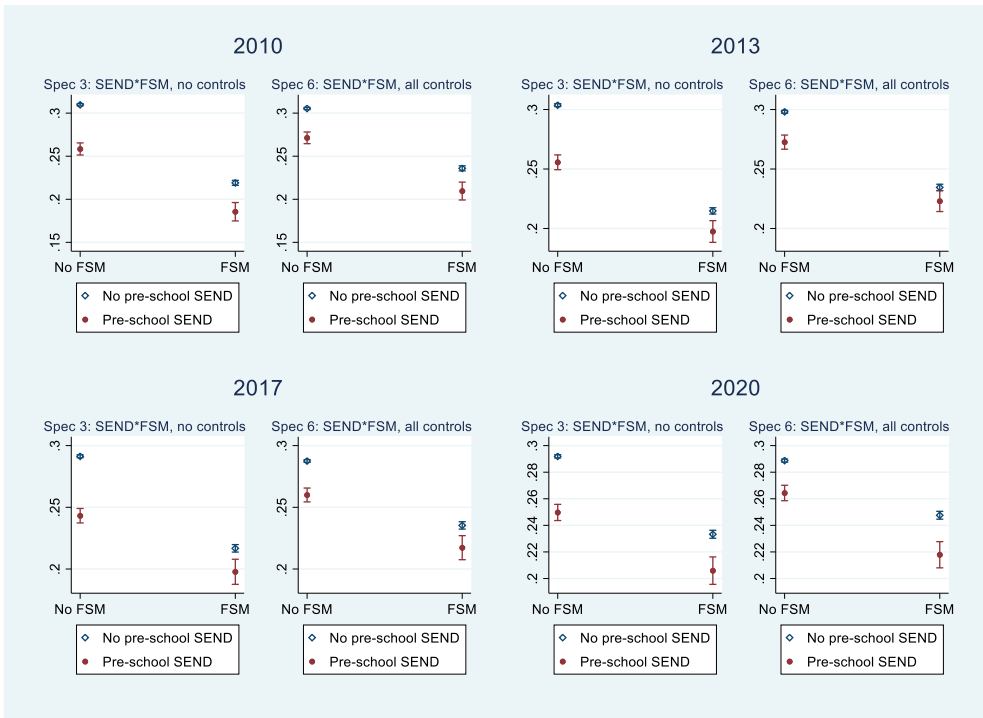 2010
Spec 3: SEND*FSM, no controls
.3
.25
.2
.15
No FSM FSM
No pre-school SEND
Pre-school SEND
Spec 6: SEND*FSM, all controls
.3
.25
.2
.15
No FSM FSM
No pre-school SEND
Pre-school SEND
2013
Spec 3: SEND*FSM, no controls
.3
.25
.2
No FSM FSM
No pre-school SEND
Pre-school SEND
Spec 6: SEND*FSM, all controls
.3
.25
.2
No FSM FSM
No pre-school SEND
Pre-school SEND
2017
Spec 3: SEND*FSM, no controls
.3
.25
.2
No FSM FSM
No pre-school SEND
Pre-school SEND
Spec 6: SEND*FSM, all controls
.3
.25
.2
No FSM FSM
No pre-school SEND
Pre-school SEND
2020
Spec 3: SEND*FSM, no controls
.3
.28
.26
.24
.22
.2
No FSM FSM
No pre-school SEND
Pre-school SEND
Spec 6: SEND*FSM, all controls
.3
.28
.26
.24
.22
.2
No FSM FSM
No pre-school SEND
Pre-school SEND